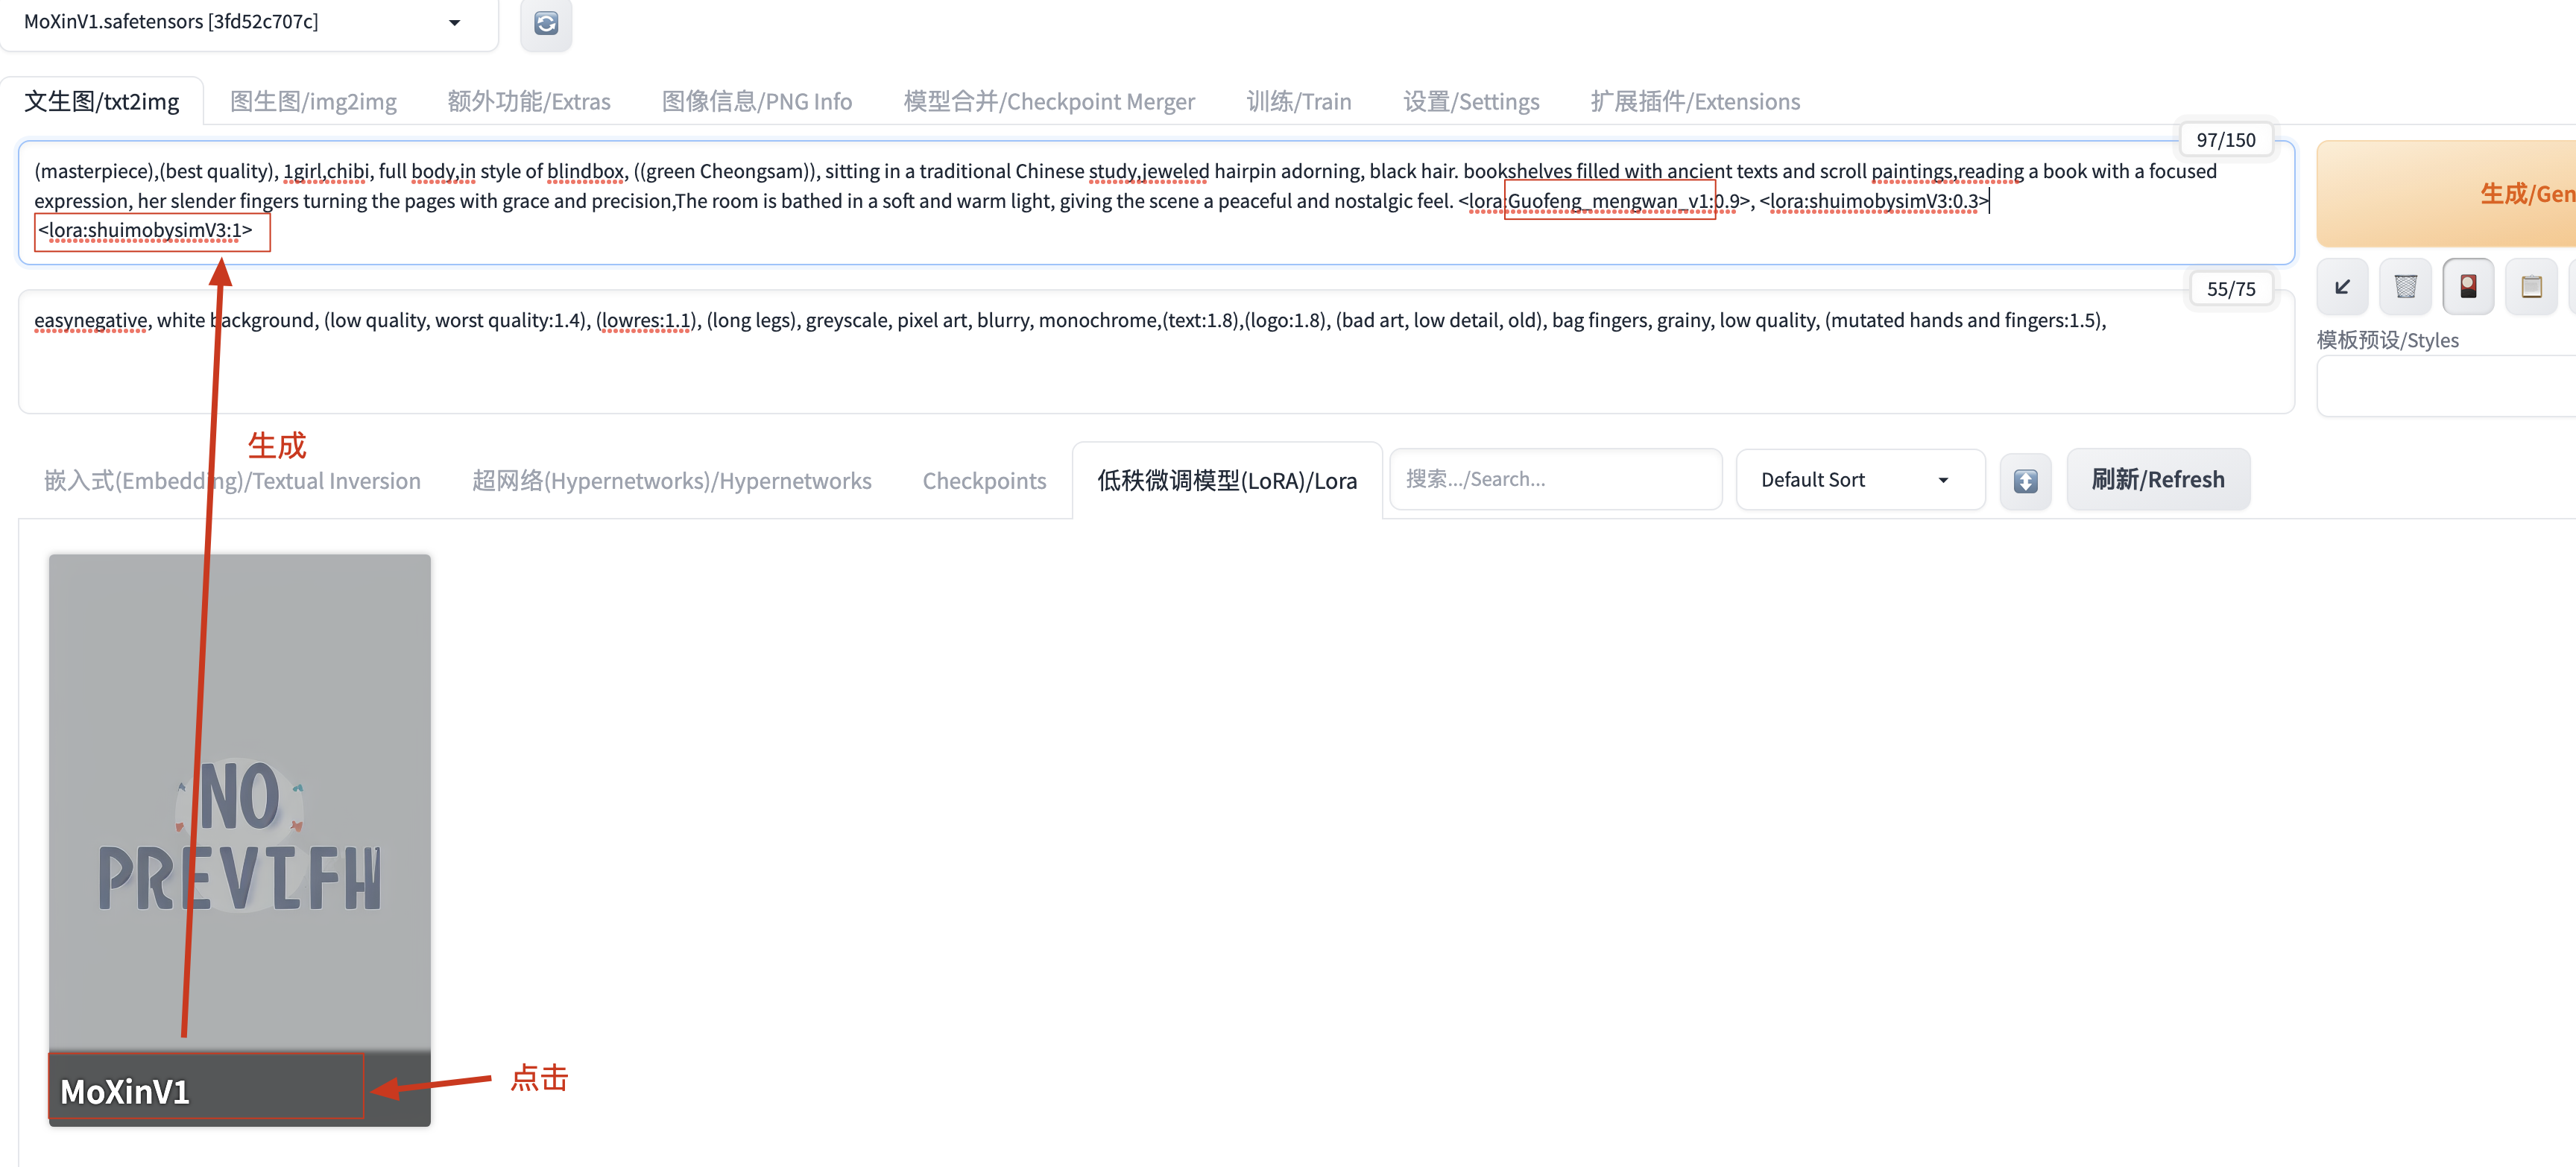 MoXinV1.safetensors [3fd52c707c]
文生图/txt2img 图生图/img2img 额外功能/Extras 图像信息/PNG Info 模型合并/Checkpoint Merger 训练/Train 设置/Settings 扩展插件/Extensions
97/150
(masterpiece),(best quality), 1girl,chibi, full body,in style of blindbox, ((green Cheongsam)), sitting in a traditional Chinese study,jeweled hairpin adorning, black hair. bookshelves filled with ancient texts and scroll paintings,reading a book with a focused
expression, her slender fingers turning the pages with grace and precision,The room is bathed in a soft and warm light, giving the scene a peaceful and nostalgic feel. <lora:Guofeng_mengwan_v1:0.9>, <lora:shuimobysimV3:0.3>
<lora:shuimobysimV3:1>
生成/Gen
55/75
easynegative, white background, (low quality, worst quality:1.4), (lowres:1.1), (long legs), greyscale, pixel art, blurry, monochrome,(text:1.8),(logo:1.8), (bad art, low detail, old), bag fingers, grainy, low quality, (mutated hands and fingers:1.5),
模板预设/Styles
生成
嵌入式(Embedding)/Textual Inversion 超网络(Hypernetworks)/Hypernetworks Checkpoints 低秩微调模型(LoRA)/Lora 搜索.../Search... Default Sort 刷新/Refresh
NO
MoXinV1
点击